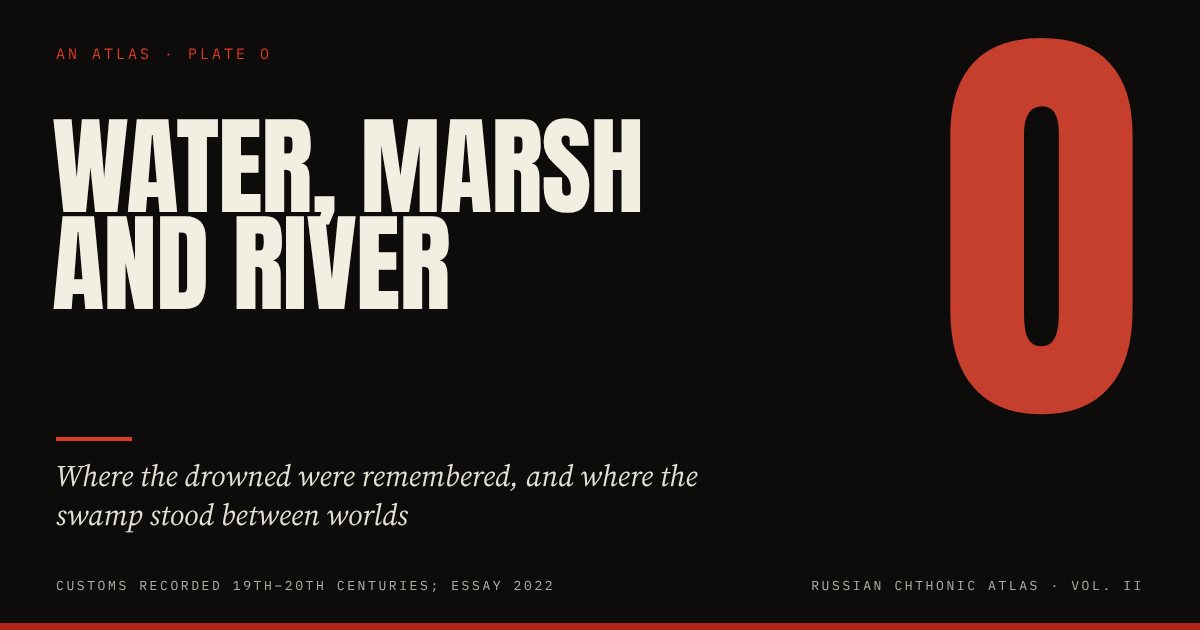 AN ATLAS · PLATE O
O
WATER, MARSH
AND RIVER
Where the drowned were remembered, and where the
swamp stood between worlds
CUSTOMS RECORDED 19TH–20TH CENTURIES; ESSAY 2022
RUSSIAN CHTHONIC ATLAS · VOL. II